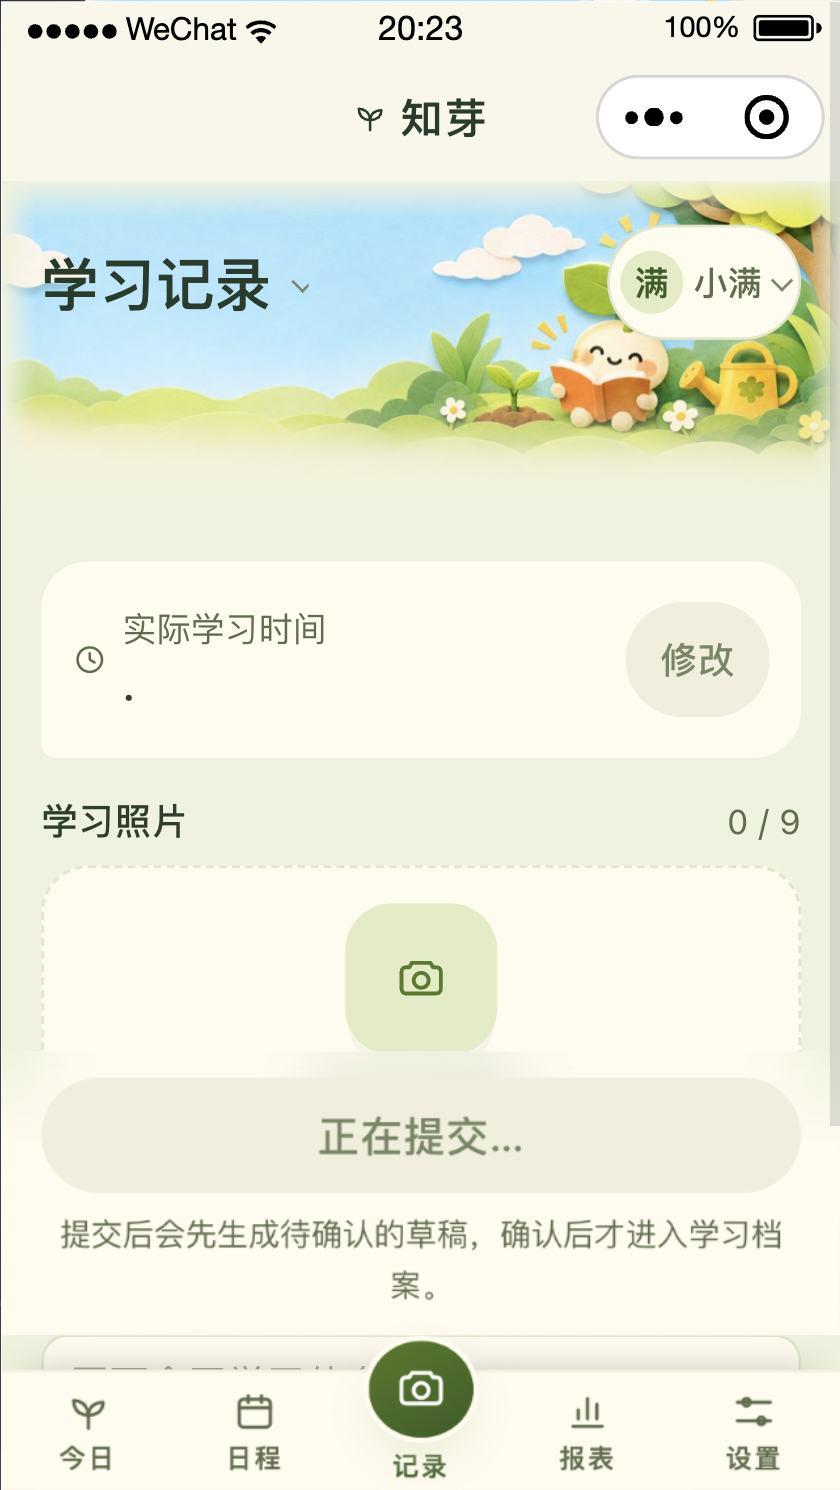 WeChat 20:23 100%
知芽
学习记录
满 小满
实际学习时间
·
修改
学习照片 0 / 9
正在提交...
提交后会先生成待确认的草稿，确认后才进入学习档
案。
今日 日程 记录 报表 设置